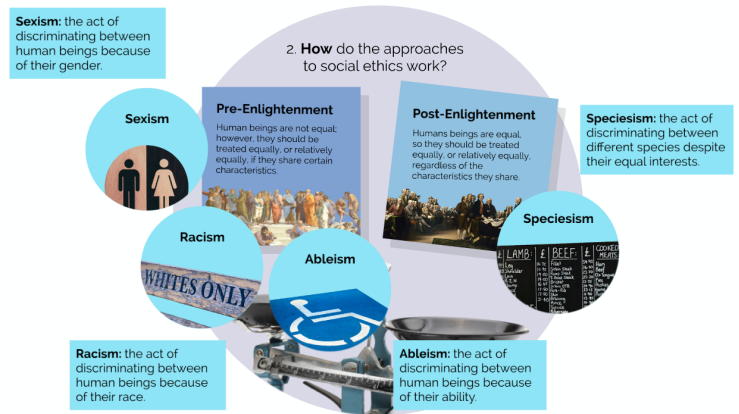 Sexism: the act of
discriminating between
human beings because
of their gender.
2. How do the approaches
to social ethics work?
Sexism
Pre-Enlightenment
Human beings are not equal;
however, they should be
treated equally, or relatively
equally, if they share certain
characteristics.
Post-Enlightenment
Humans beings are equal,
so they should be treated
equally, or relatively equally,
regardless of the
characteristics they share.
Speciesism: the act of
discriminating between
different species despite
their equal interests.
Racism
WHITES ONLY
Ableism
Speciesism
£ LAMB: £ BEEF: £ COOKED
MEATS:
Racism: the act of
discriminating between
human beings because
of their race.
Ableism: the act of
discriminating between
human beings because
of their ability.